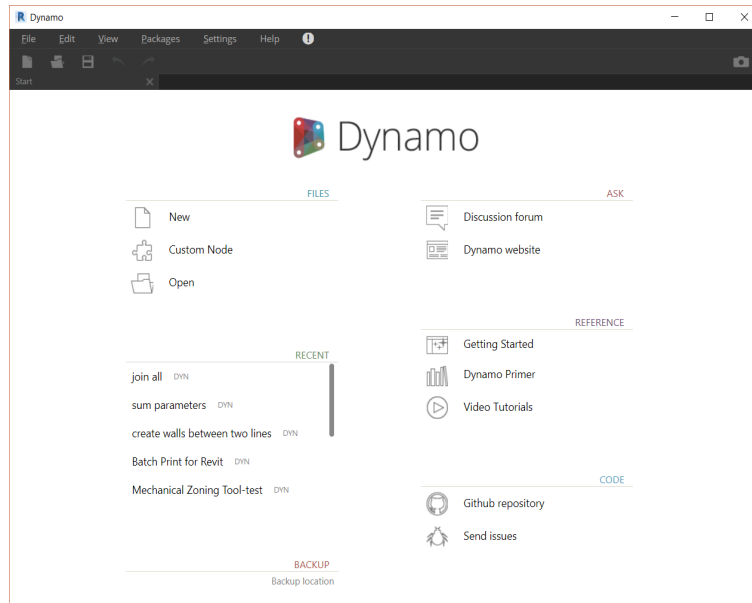 Dynamo
File Edit View Packages Settings Help
Start
Dynamo
FILES
New
Custom Node
Open
RECENT
join all DYN
sum parameters DYN
create walls between two lines DYN
Batch Print for Revit DYN
Mechanical Zoning Tool-test DYN
BACKUP
Backup location
ASK
Discussion forum
Dynamo website
REFERENCE
Getting Started
Dynamo Primer
Video Tutorials
CODE
Github repository
Send issues